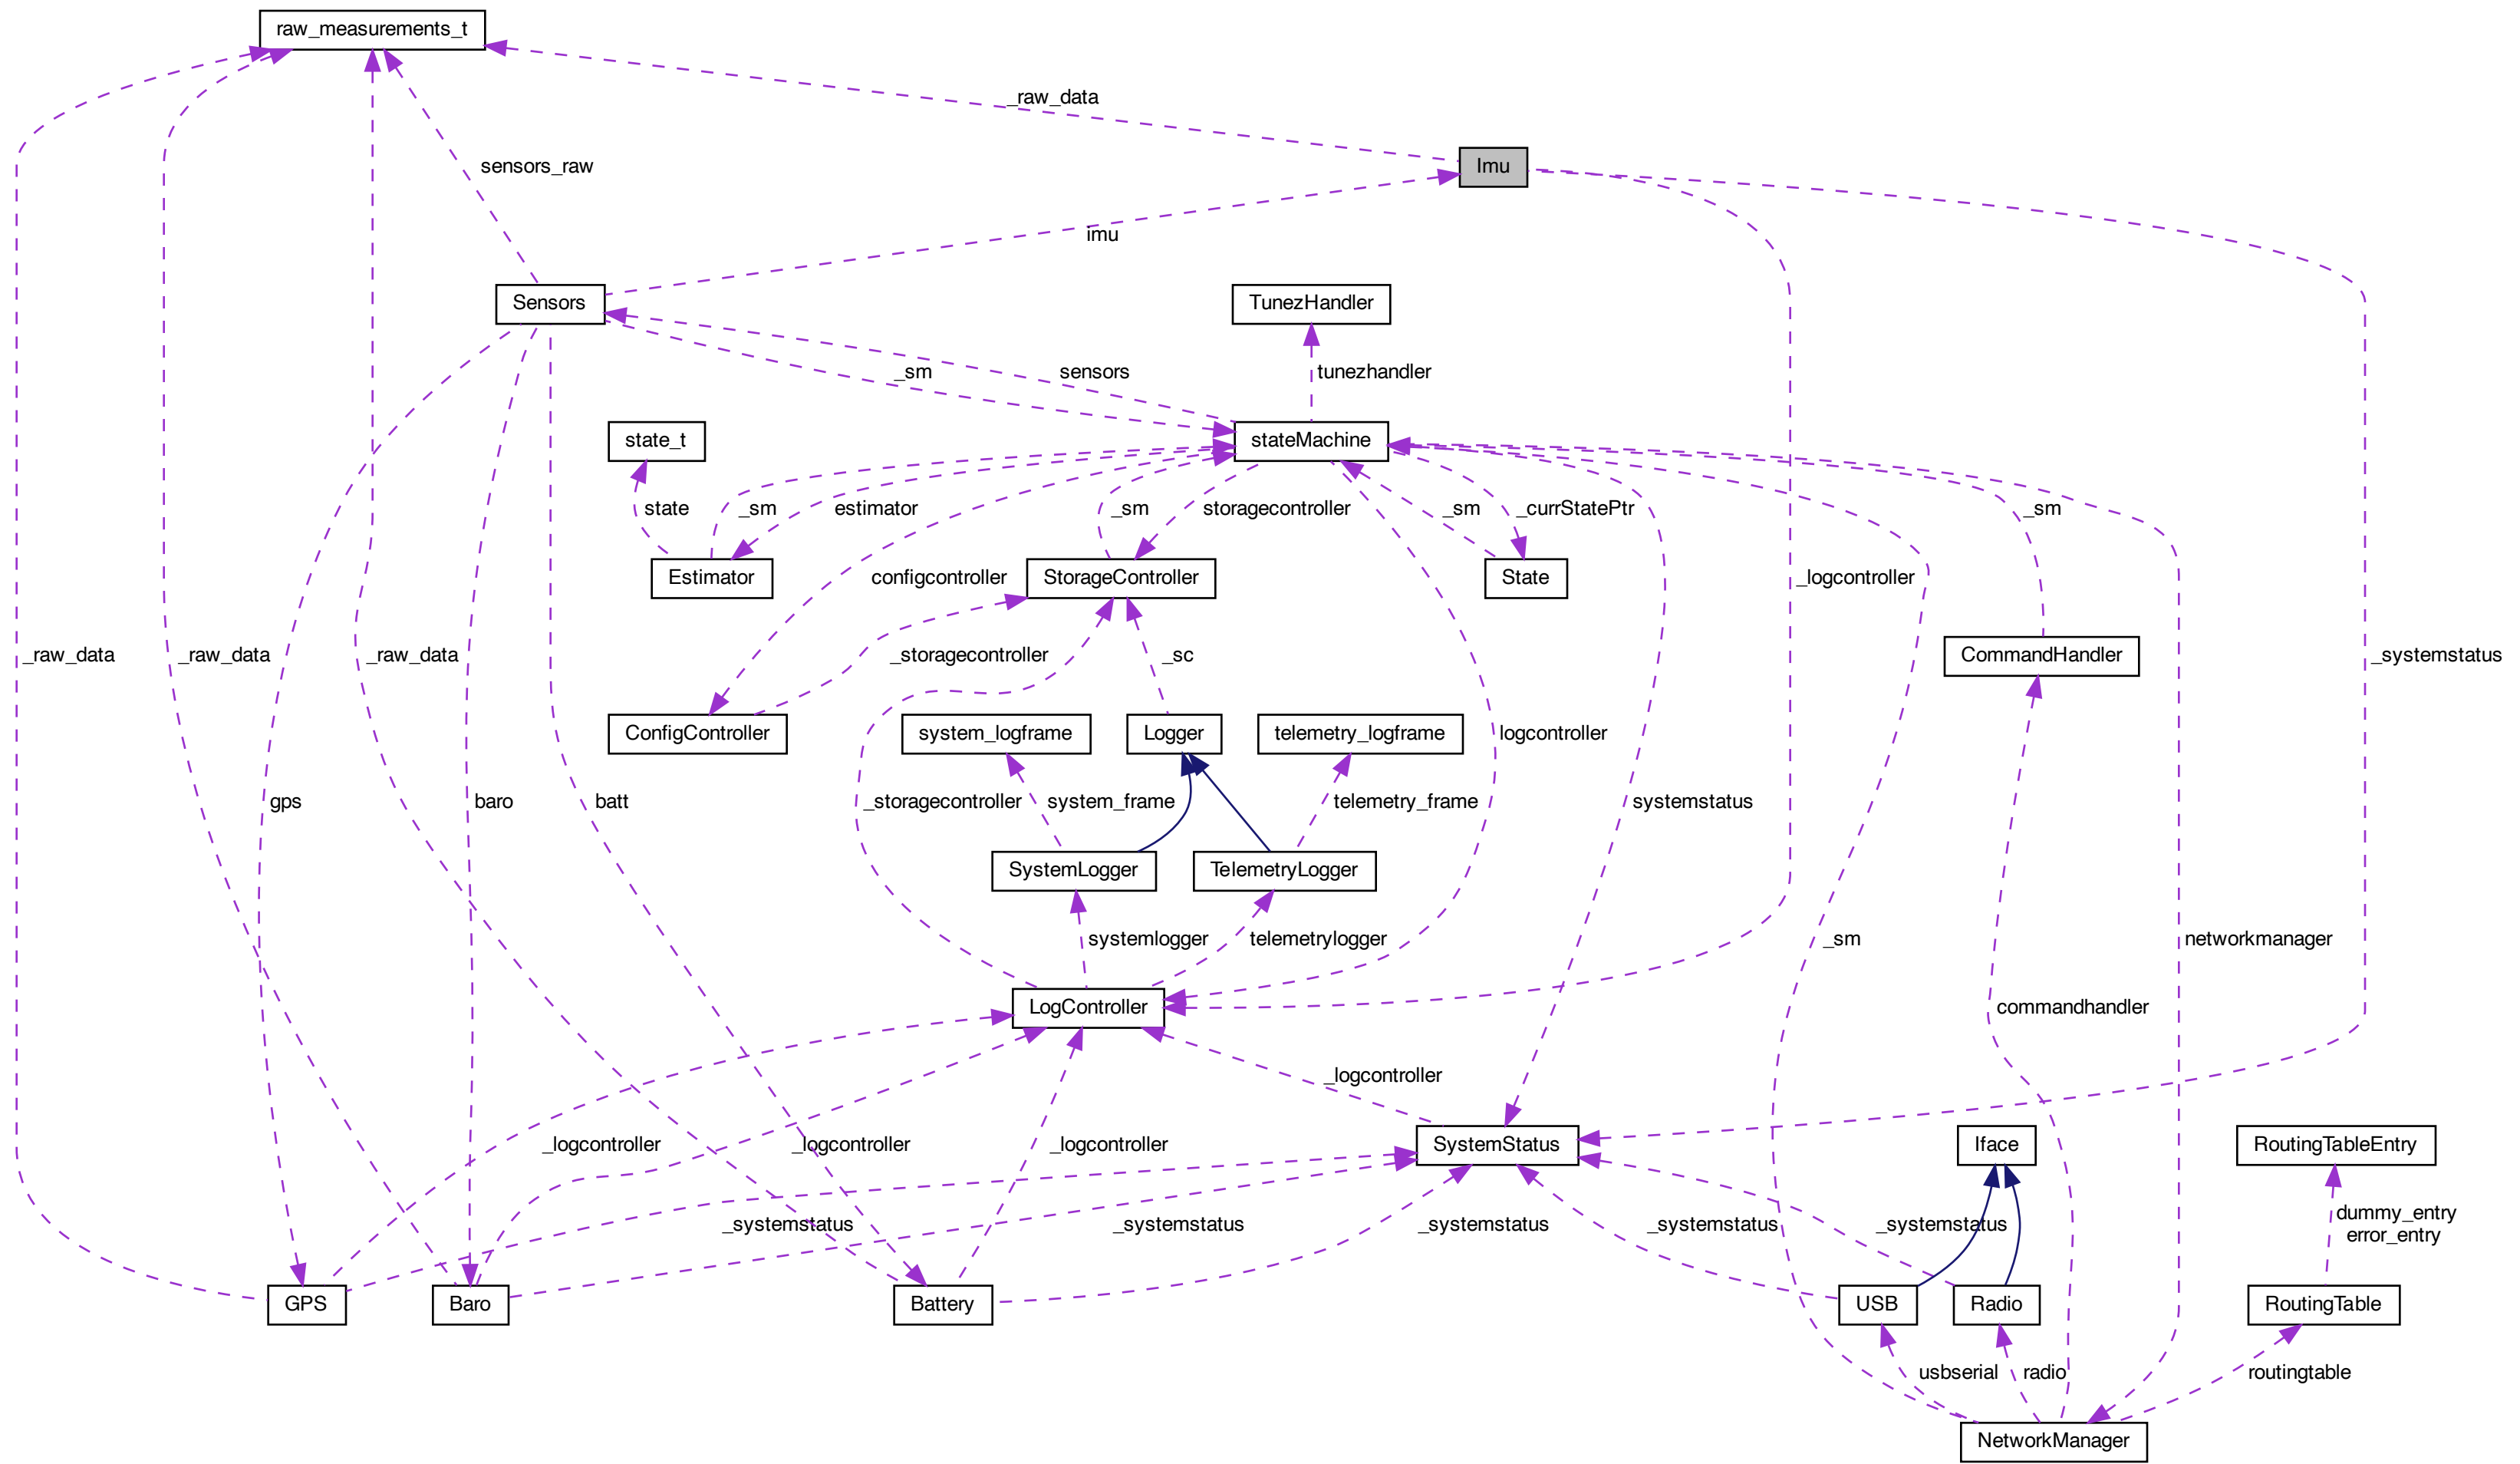 raw_measurements_t
_raw_data
Imu
sensors_raw
imu
Sensors
TunezHandler
_sm
sensors
tunezhandler
state_t
stateMachine
state
_sm
estimator
_sm
storagecontroller
_sm
_currStatePtr
_sm
Estimator
configcontroller
StorageController
State
_logcontroller
_raw_data
_raw_data
_raw_data
_storagecontroller
_sc
CommandHandler
_systemstatus
ConfigController
system_logframe
Logger
telemetry_logframe
logcontroller
gps
baro
batt
_storagecontroller
system_frame
telemetry_frame
systemstatus
SystemLogger
TelemetryLogger
systemlogger
telemetrylogger
_sm
networkmanager
LogController
commandhandler
_logcontroller
_logcontroller
_logcontroller
_logcontroller
SystemStatus
Iface
RoutingTableEntry
_systemstatus
_systemstatus
_systemstatus
_systemstatus
_systemstatus
dummy_entry
error_entry
GPS
Baro
Battery
USB
Radio
RoutingTable
usbserial
radio
routingtable
NetworkManager